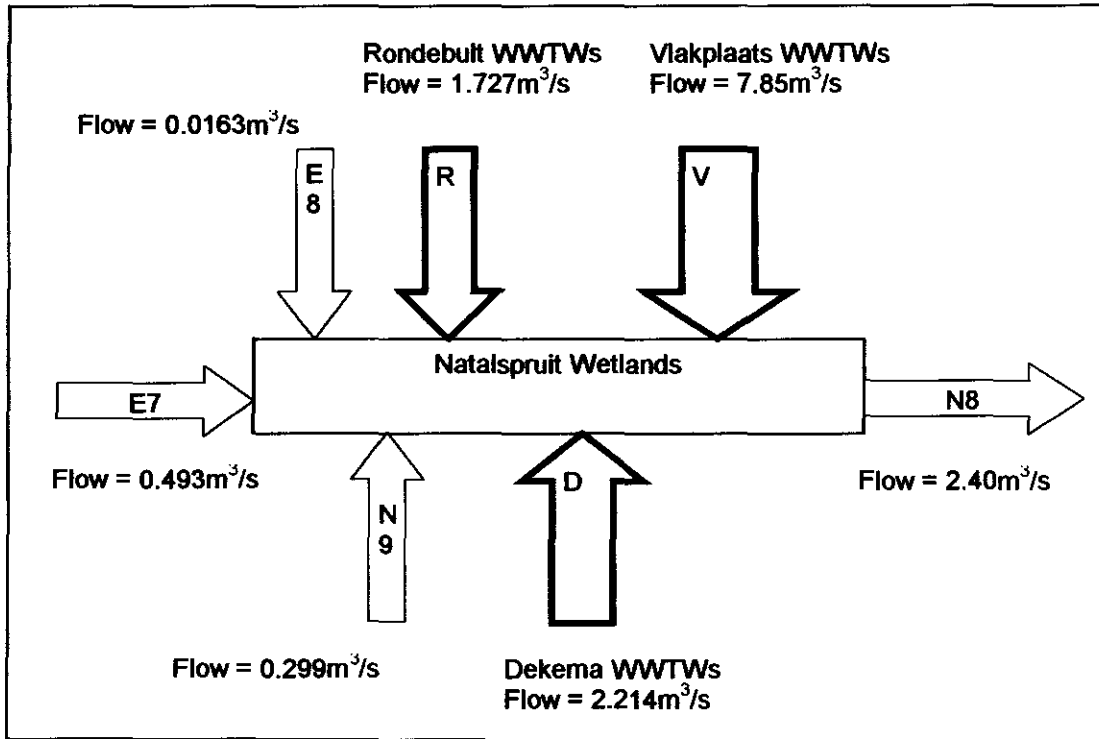 Rondebult WWTWs
Flow = 1.727m³/s
Vlakplaats WWTWs
Flow = 7.85m³/s
Flow = 0.0163m³/s
E
8
R
V
Natalspruit Wetlands
E7
N8
Flow = 0.493m³/s
N
9
D
Flow = 2.40m³/s
Flow = 0.299m³/s
Dekema WWTWs
Flow = 2.214m³/s